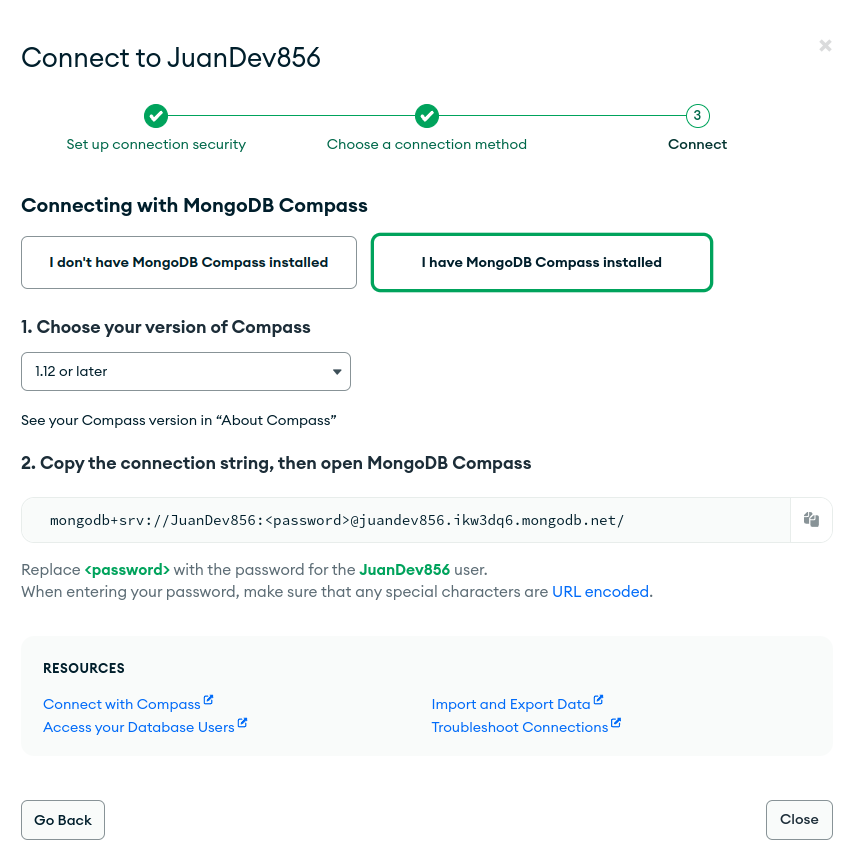 Connect to JuanDev856
3
Set up connection security
Choose a connection method
Connect
Connecting with MongoDB Compass
I don't have MongoDB Compass installed
I have MongoDB Compass installed
1. Choose your version of Compass
1.12 or later
See your Compass version in “About Compass”
2. Copy the connection string, then open MongoDB Compass
mongodb+srv://JuanDev856:<password>@juandev856.ikw3dq6.mongodb.net/
Replace <password> with the password for the JuanDev856 user.
When entering your password, make sure that any special characters are URL encoded.
RESOURCES
Connect with Compass
Import and Export Data
Access your Database Users
Troubleshoot Connections
Go Back
Close